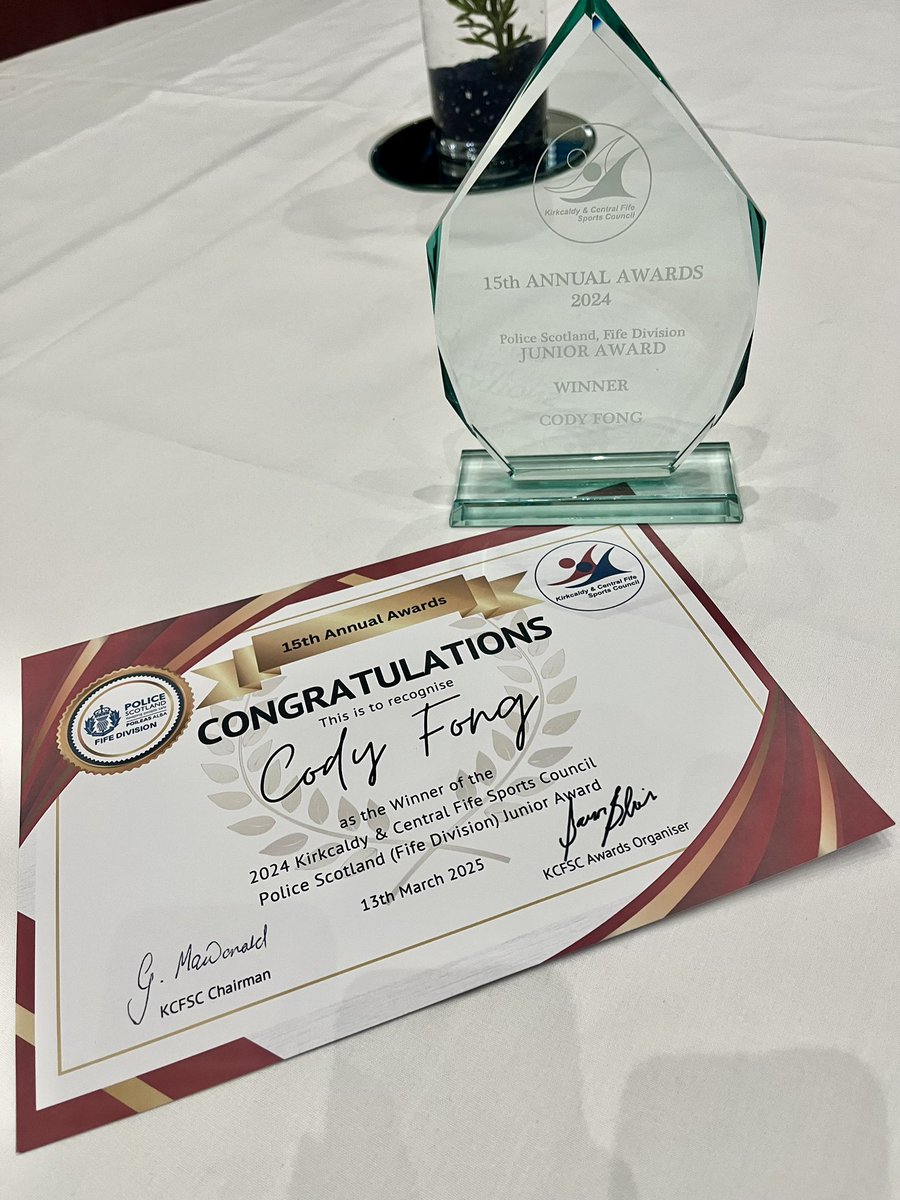 Kirkcaldy & Central Fife
Sports Council
15th ANNUAL AWARDS
2024
Police Scotland, Fife Division
JUNIOR AWARD
WINNER
CODY FONG
Kirkcaldy & Central Fife
Sports Council
15th Annual Awards
POLICE
SCOTLAND
POILEAS ALBA
FIFE DIVISION
CONGRATULATIONS
This is to recognise
Cody Fong
as the Winner of the
2024 Kirkcaldy & Central Fife Sports Council
Police Scotland (Fife Division) Junior Award
13th March 2025
KCFSC Awards Organiser
G. MacDonald
KCFSC Chairman